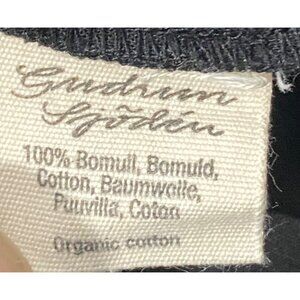 Gudrun
Sjödén
100% Bomull, Bomuld,
Cotton, Baumwolle,
Puuvilla, Coton
Organic cotton